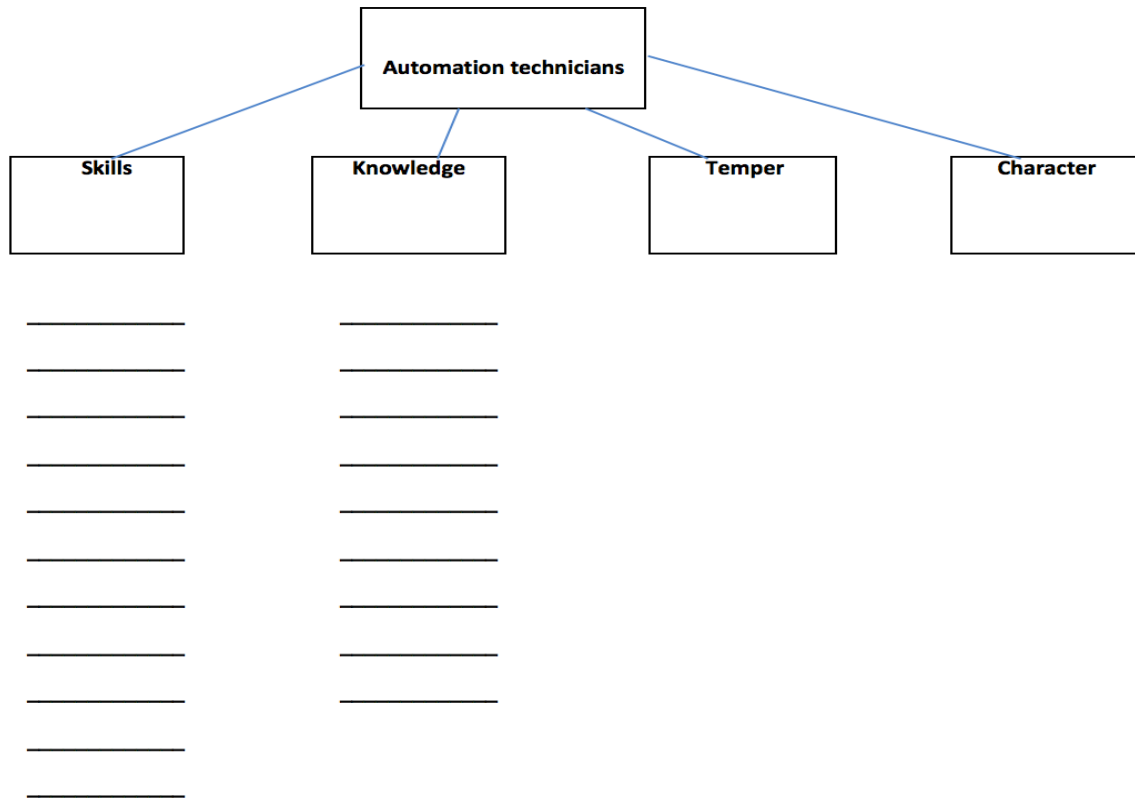 Automation technicians
Skills
Knowledge
Temper
Character